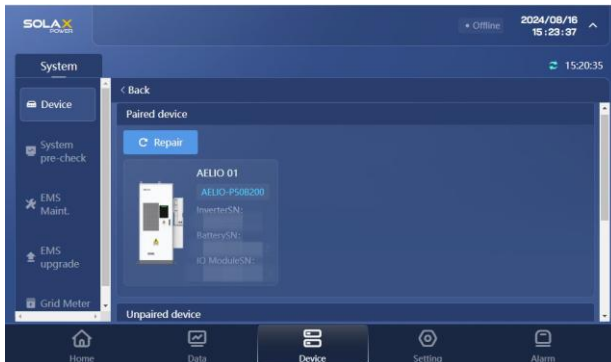 SOLAX
POWER
• Offline
2024/08/16
15:23:37
System
15:20:35
< Back
Device
Paired device
Repair
System
pre-check
AELIO 01
AELIO-P50B200
InverterSN:
EMS
Maint.
BatterySN:
EMS
upgrade
IO ModuleSN:
Grid Meter
Unpaired device
Home
Data
Device
Setting
Alarm